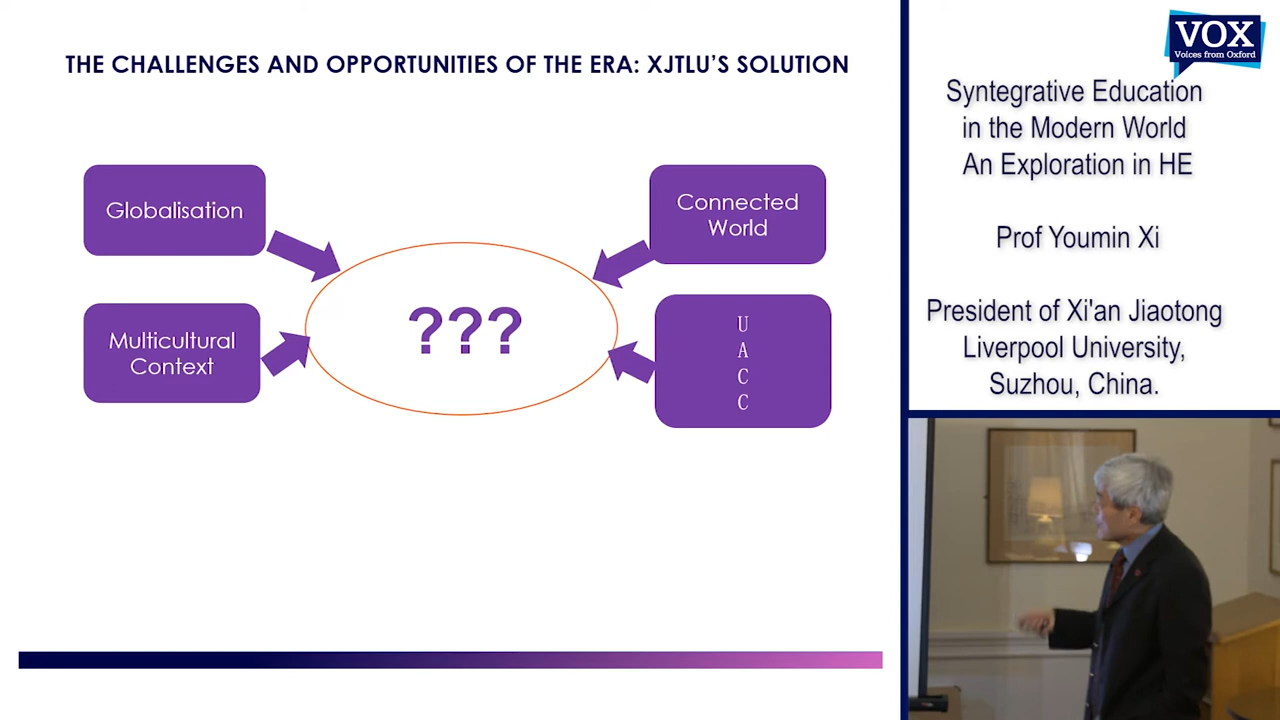 THE CHALLENGES AND OPPORTUNITIES OF THE ERA: XJTLU'S SOLUTION
Globalisation
Multicultural
Context
???
Connected
World
U
A
C
C
VOX
Voices from Oxford
Syntegrative Education
in the Modern World
An Exploration in HE
Prof Youmin Xi
President of Xi'an Jiaotong
Liverpool University,
Suzhou, China.